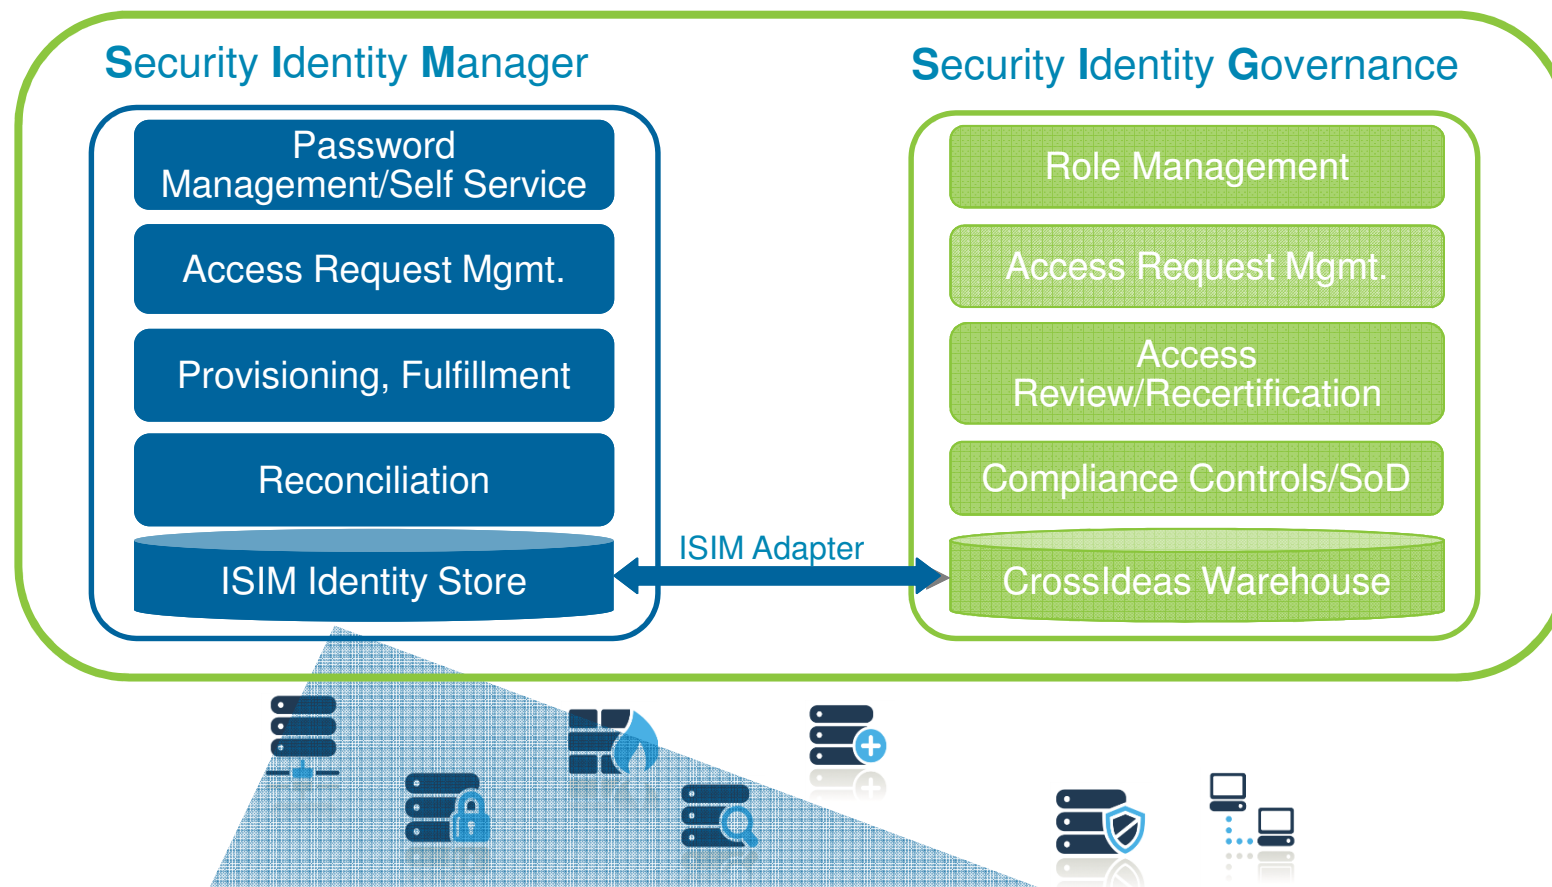 Security Identity Manager
Password
Management/Self Service
Access Request Mgmt.
Provisioning, Fulfillment
Reconciliation
ISIM Identity Store
ISIM Adapter
Security Identity Governance
Role Management
Access Request Mgmt.
Access
Review/Recertification
Compliance Controls/SoD
CrossIdeas Warehouse